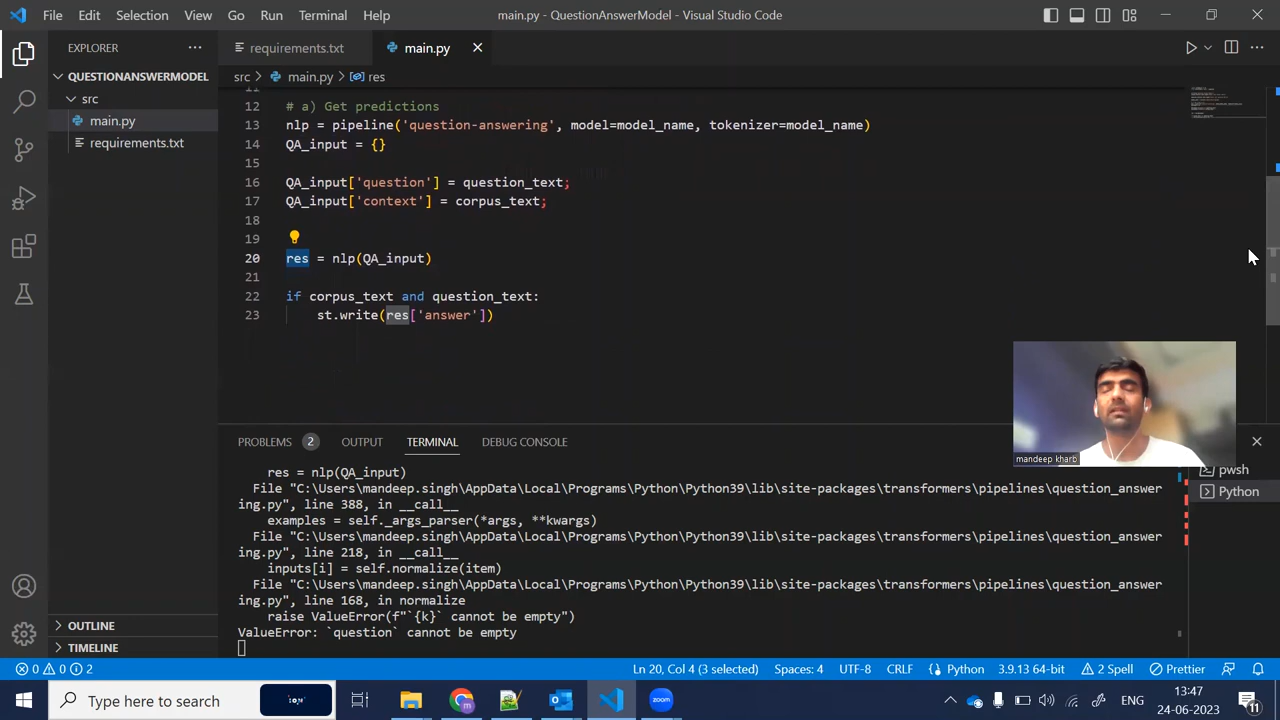 File Edit Selection View Go Run Terminal Help main.py - QuestionAnswerModel - Visual Studio Code
EXPLORER
requirements.txt
main.py
QUESTIONANSWERMODEL
src > main.py > res
src
main.py
requirements.txt
11
12 # a) Get predictions
13 nlp = pipeline('question-answering', model=model_name, tokenizer=model_name)
14 QA_input = {}
15
16 QA_input['question'] = question_text;
17 QA_input['context'] = corpus_text;
18
19
20 res = nlp(QA_input)
21
22 if corpus_text and question_text:
23 st.write(res['answer'])
mandeep kharb
PROBLEMS 2 OUTPUT TERMINAL DEBUG CONSOLE
pwsh
Python
res = nlp(QA_input)
File "C:\Users\mandeep.singh\AppData\Local\Programs\Python\Python39\lib\site-packages\transformers\pipelines\question_answer
ing.py", line 388, in __call__
examples = self._args_parser(*args, **kwargs)
File "C:\Users\mandeep.singh\AppData\Local\Programs\Python\Python39\lib\site-packages\transformers\pipelines\question_answer
ing.py", line 218, in __call__
inputs[i] = self.normalize(item)
File "C:\Users\mandeep.singh\AppData\Local\Programs\Python\Python39\lib\site-packages\transformers\pipelines\question_answer
ing.py", line 168, in normalize
raise ValueError(f"`{k}` cannot be empty")
ValueError: `question` cannot be empty
OUTLINE
TIMELINE
0 0 2 Ln 20, Col 4 (3 selected) Spaces: 4 UTF-8 CRLF Python 3.9.13 64-bit 2 Spell Prettier
Type here to search
zoom
ENG
13:47
24-06-2023
11